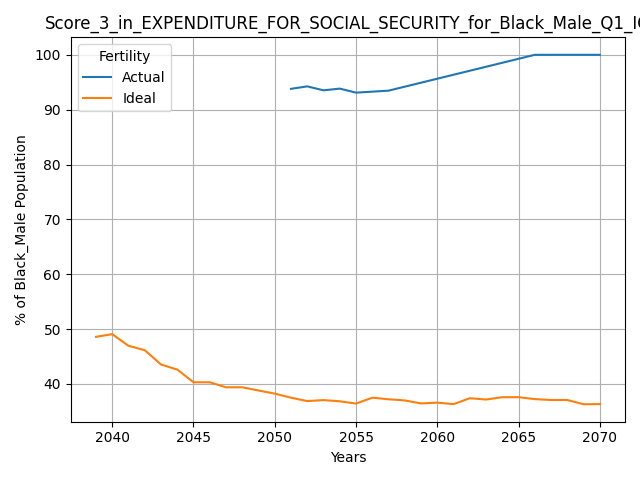 Score_3_in_EXPENDITURE_FOR_SOCIAL_SECURITY_for_Black_Male_Q1_IC
Fertility
Actual
Ideal
100
90
80
70
60
50
40
% of Black_Male Population
2040 2045 2050 2055 2060 2065 2070
Years